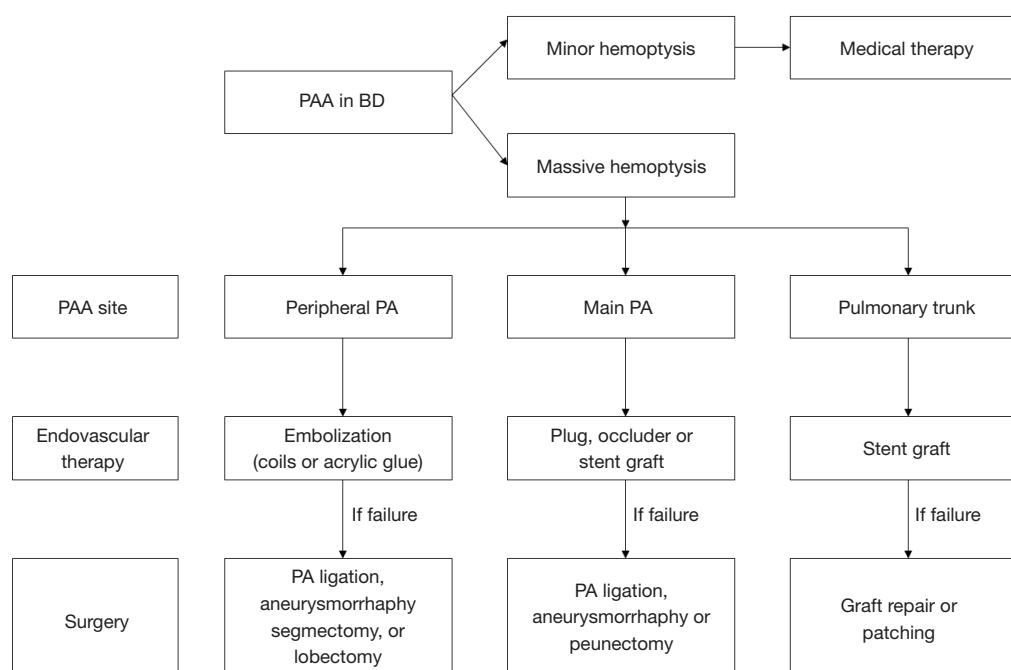 Minor hemoptysis
Medical therapy
PAA in BD
Massive hemoptysis
PAA site
Peripheral PA
Main PA
Pulmonary trunk
Endovascular
therapy
Embolization
(coils or acrylic glue)
Plug, occluder or
stent graft
Stent graft
If failure
If failure
If failure
Surgery
PA ligation,
aneurysmorrhaphy
segmectomy, or
lobectomy
PA ligation,
aneurysmorrhaphy or
peunectomy
Graft repair or
patching